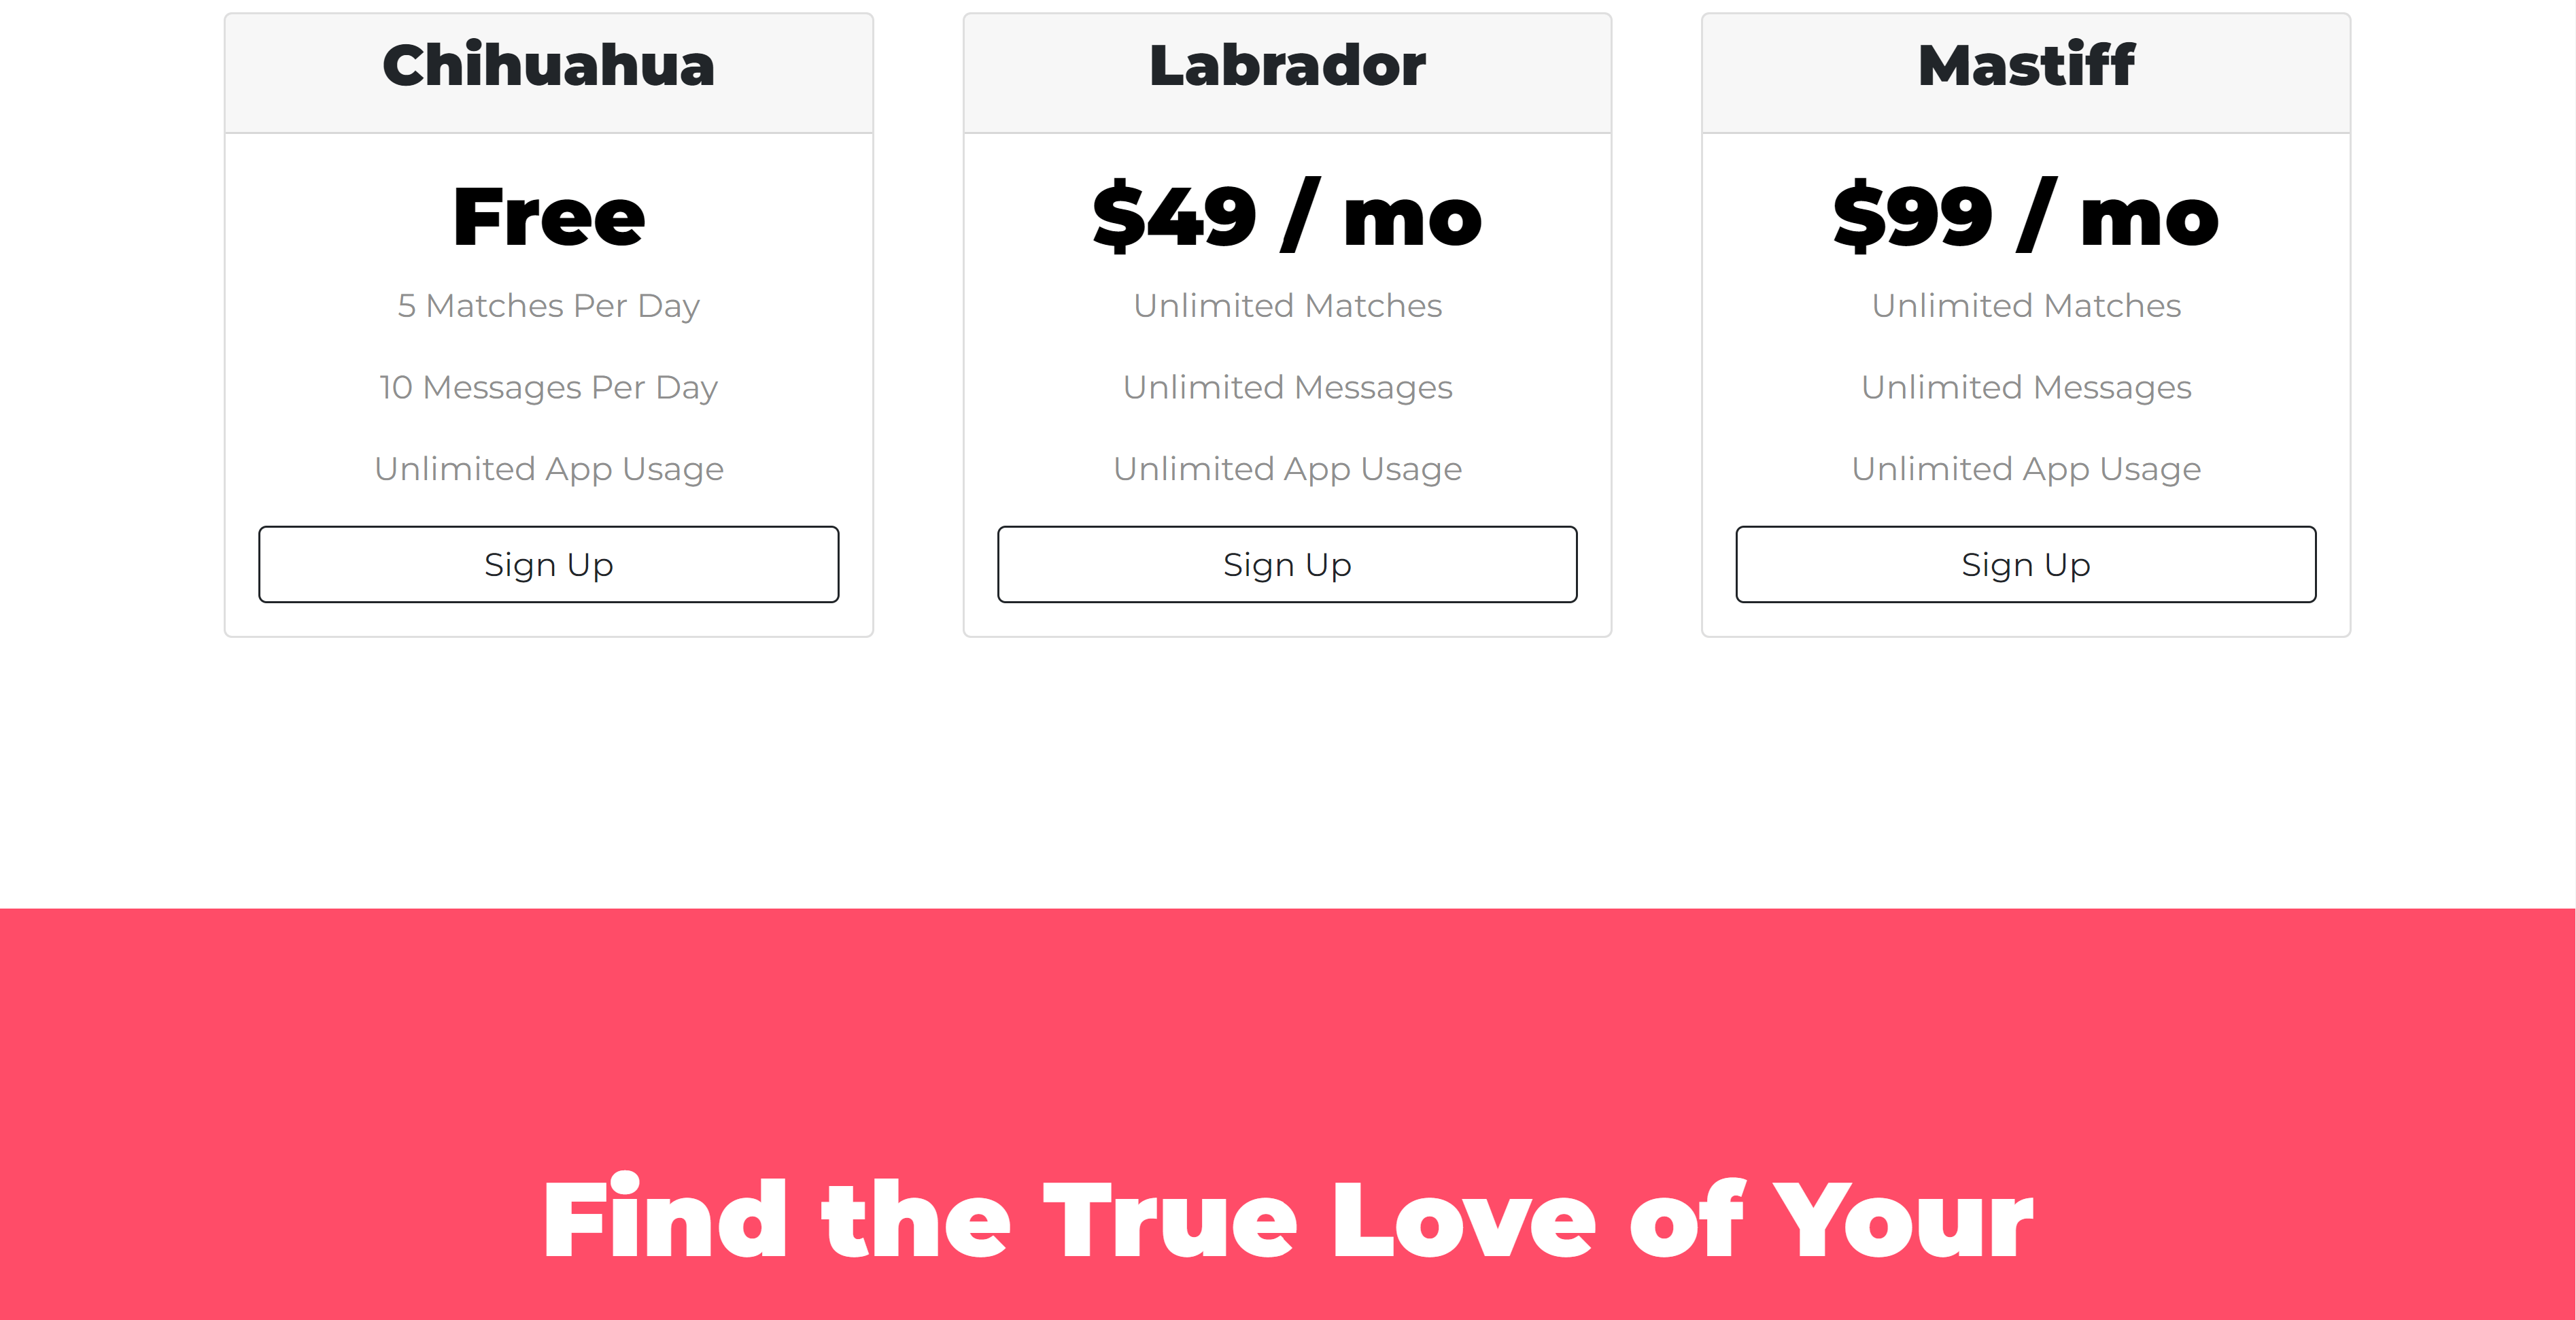 Chihuahua
Free
5 Matches Per Day
10 Messages Per Day
Unlimited App Usage
Sign Up
Labrador
$49 / mo
Unlimited Matches
Unlimited Messages
Unlimited App Usage
Sign Up
Mastiff
$99 / mo
Unlimited Matches
Unlimited Messages
Unlimited App Usage
Sign Up
Find the True Love of Your